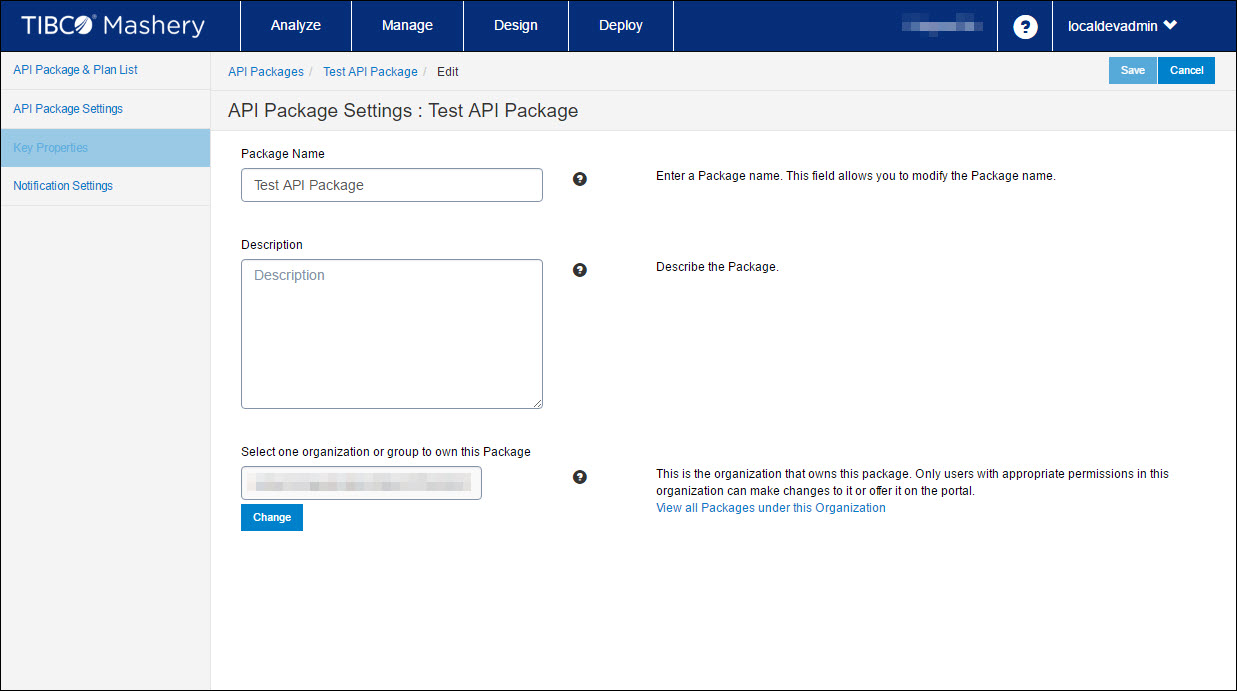 TIBCO® Mashery
Analyze
Manage
Design
Deploy
?
localdevadmin
API Package & Plan List
API Package Settings
Key Properties
Notification Settings
API Packages / Test API Package / Edit
Save
Cancel
API Package Settings : Test API Package
Package Name
Test API Package
?
Enter a Package name. This field allows you to modify the Package name.
Description
Description
?
Describe the Package.
Select one organization or group to own this Package
?
This is the organization that owns this package. Only users with appropriate permissions in this
organization can make changes to it or offer it on the portal.
View all Packages under this Organization
Change